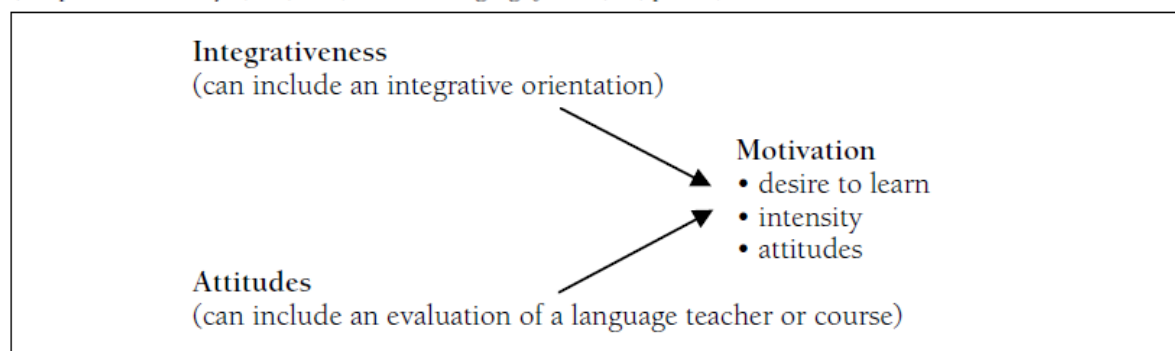 Integrativeness
(can include an integrative orientation)
Motivation
• desire to learn
• intensity
• attitudes
Attitudes
(can include an evaluation of a language teacher or course)